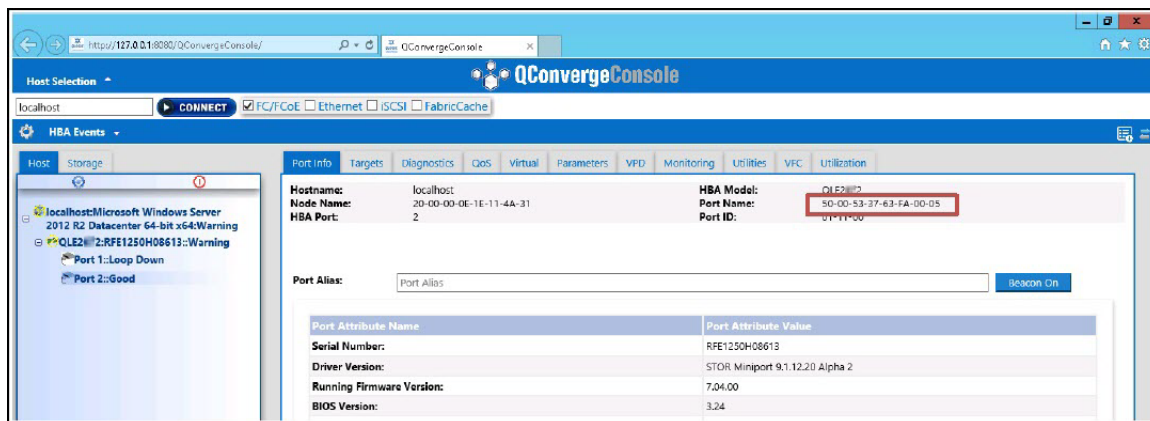 http://127.0.0.1:8080/QConvergeConsole/
QConvergeConsole
Host Selection
QConvergeConsole
localhost
CONNECT
FC/FCoE Ethernet iSCSI FabricCache
HBA Events
Host Storage
Port Info Targets Diagnostics QoS Virtual Parameters VPD Monitoring Utilities VFC Utilization
localhost:Microsoft Windows Server
2012 R2 Datacenter 64-bit x64:Warning
:RFE1250H08613::Warning
Port 1::Loop Down
Port 2::Good
Hostname: localhost HBA Model:
Node Name: 20-00-00-0E-1E-11-4A-31 Port Name: 50-00-53-37-63-FA-00-05
HBA Port: 2 Port ID: 01-11-00
Port Alias: Port Alias Beacon On
Port Attribute Name Port Attribute Value
Serial Number: RFE1250H08613
Driver Version: STOR Miniport 9.1.12.20 Alpha 2
Running Firmware Version: 7.04.00
BIOS Version: 3.24